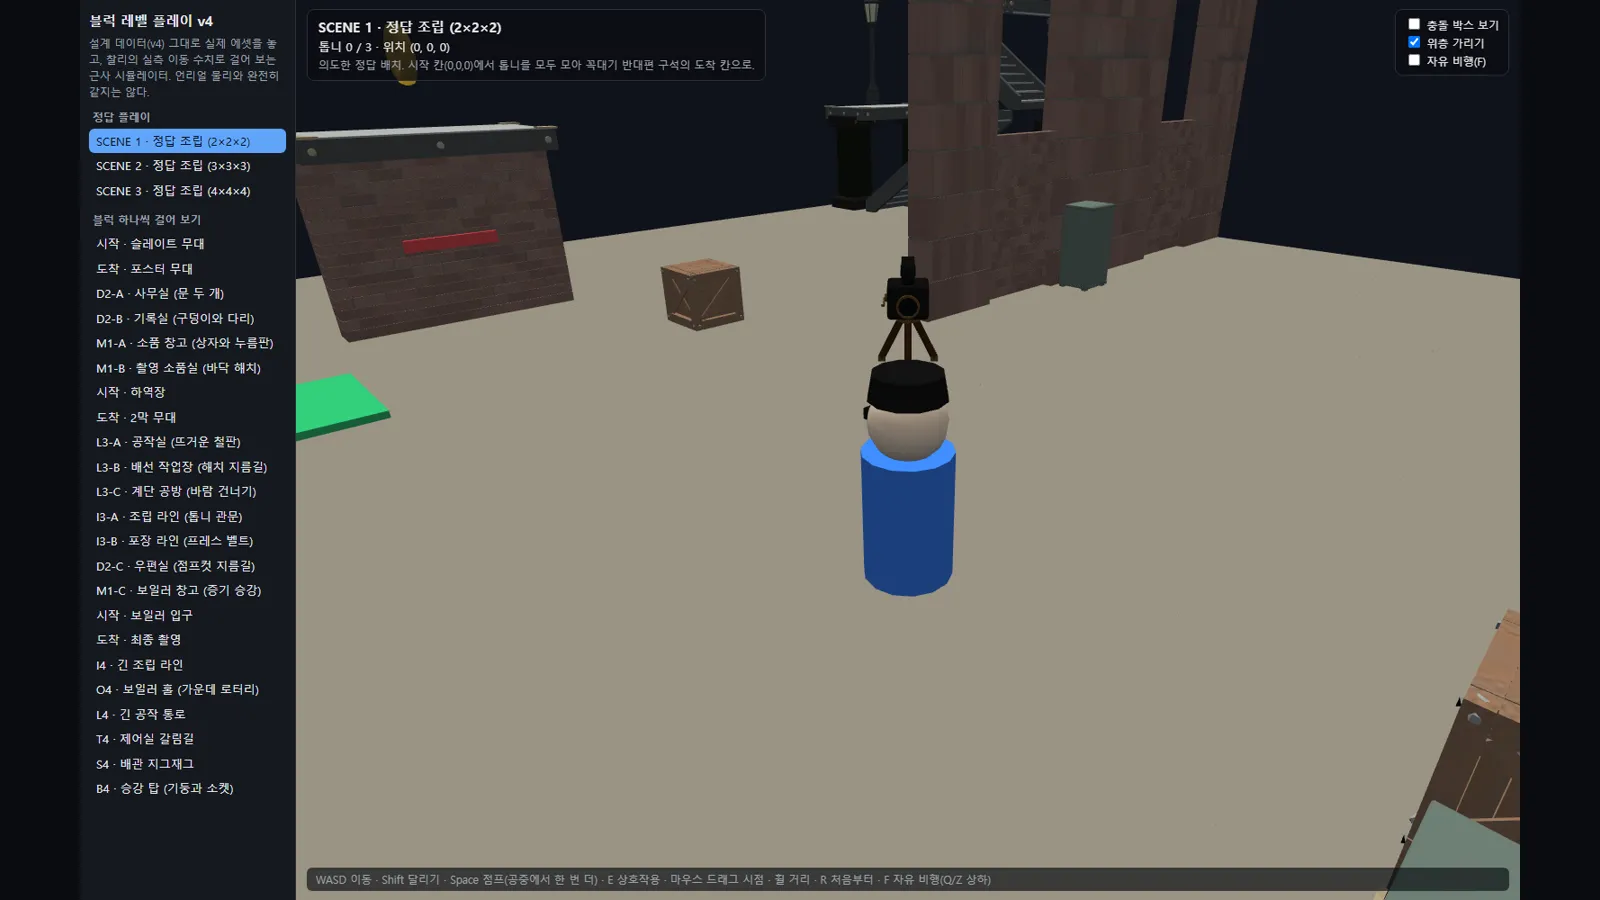 블럭 레벨 플레이 v4
설계 데이터(v4) 그대로 실제 에셋을 놓
고, 찰리의 실측 이동 수치로 걸어 보는
근사 시뮬레이터. 언리얼 물리와 완전히
같지는 않다.
정답 플레이
SCENE 1 · 정답 조립 (2×2×2)
SCENE 2 · 정답 조립 (3×3×3)
SCENE 3 · 정답 조립 (4×4×4)
블럭 하나씩 걸어 보기
시작 · 슬레이트 무대
도착 · 포스터 무대
D2-A · 사무실 (문 두 개)
D2-B · 기록실 (구덩이와 다리)
M1-A · 소품 창고 (상자와 누름판)
M1-B · 촬영 소품실 (바닥 해치)
시작 · 하역장
도착 · 2막 무대
L3-A · 공작실 (뜨거운 철판)
L3-B · 배선 작업장 (해치 지름길)
L3-C · 계단 공방 (바람 건너기)
I3-A · 조립 라인 (톱니 관문)
I3-B · 포장 라인 (프레스 벨트)
D2-C · 우편실 (점프컷 지름길)
M1-C · 보일러 창고 (증기 승강)
시작 · 보일러 입구
도착 · 최종 촬영
I4 · 긴 조립 라인
O4 · 보일러 홀 (가운데 로터리)
L4 · 긴 공작 통로
T4 · 제어실 갈림길
S4 · 배관 지그재그
B4 · 승강 탑 (기둥과 소켓)
SCENE 1 · 정답 조립 (2×2×2)
톱니 0 / 3 · 위치 (0, 0, 0)
의도한 정답 배치. 시작 칸(0,0,0)에서 톱니를 모두 모아 꼭대기 반대편 구석의 도착 칸으로.
충돌 박스 보기
위층 가리기
자유 비행(F)
WASD 이동 · Shift 달리기 · Space 점프(공중에서 한 번 더) · E 상호작용 · 마우스 드래그 시점 · 휠 거리 · R 처음부터 · F 자유 비행(Q/Z 상하)